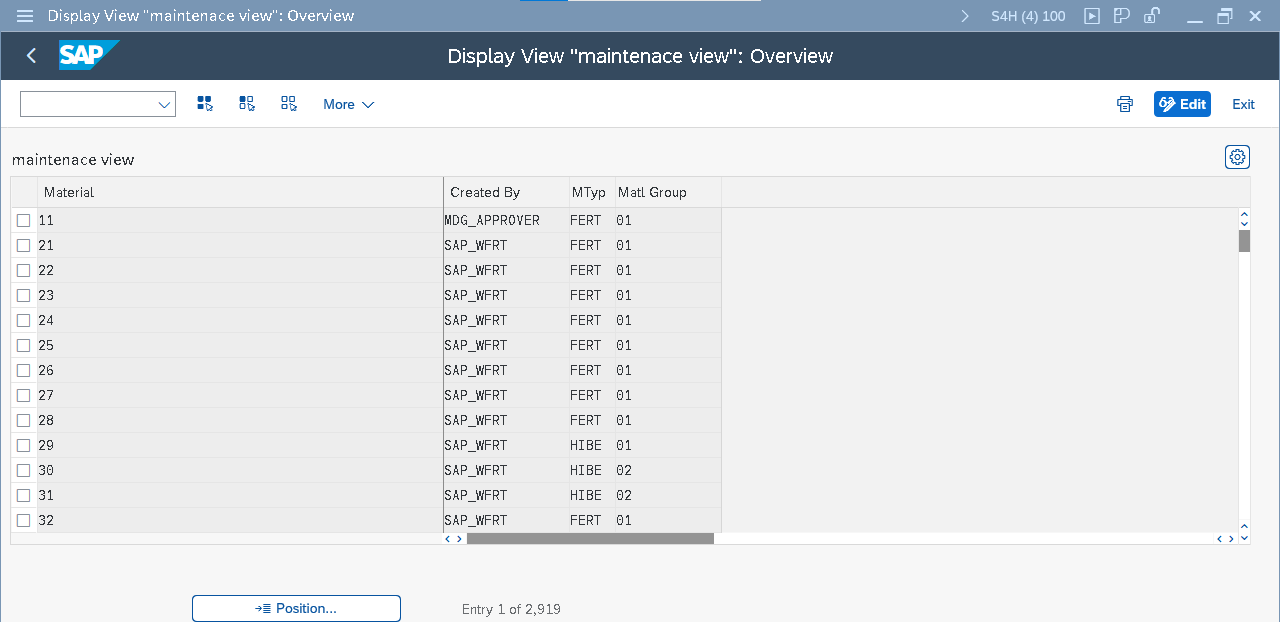 Display View "maintenace view": Overview S4H (4) 100
SAP Display View "maintenace view": Overview
More Edit Exit
maintenace view
Material Created By MTyp Matl Group
11 MDG_APPROVER FERT 01
21 SAP_WFRT FERT 01
22 SAP_WFRT FERT 01
23 SAP_WFRT FERT 01
24 SAP_WFRT FERT 01
25 SAP_WFRT FERT 01
26 SAP_WFRT FERT 01
27 SAP_WFRT FERT 01
28 SAP_WFRT FERT 01
29 SAP_WFRT HIBE 01
30 SAP_WFRT HIBE 02
31 SAP_WFRT HIBE 02
32 SAP_WFRT FERT 01
Position... Entry 1 of 2,919